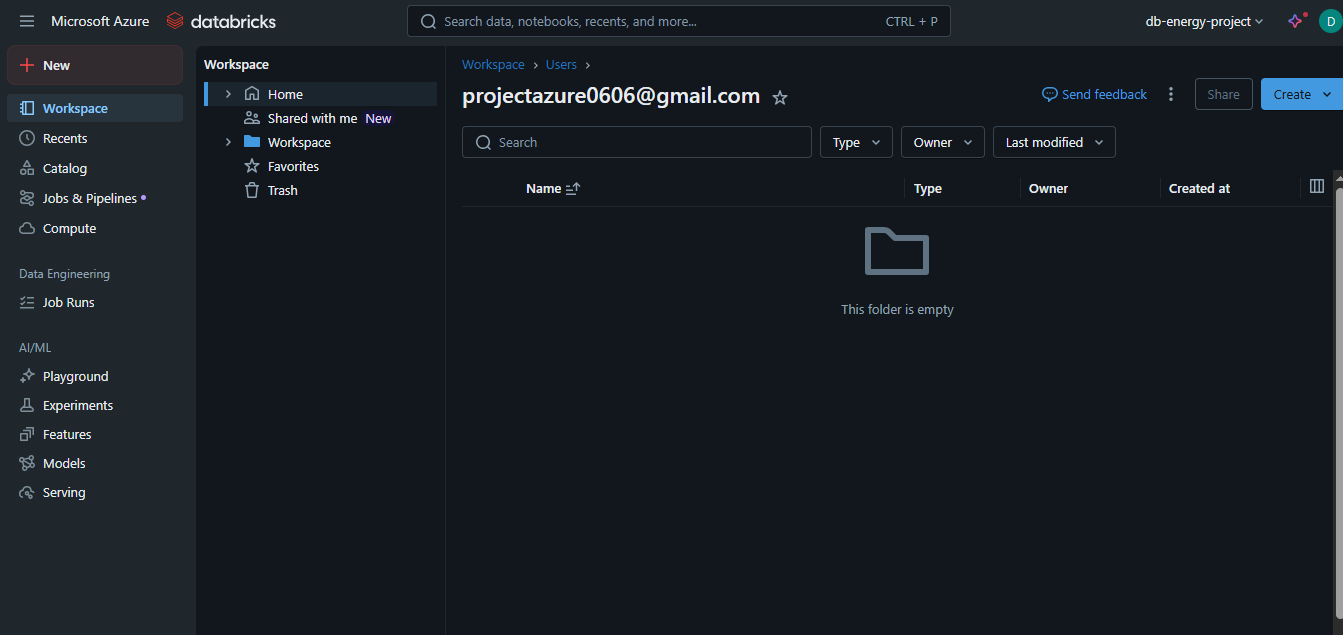 Microsoft Azure databricks Search data, notebooks, recents, and more... CTRL + P db-energy-project D
New
Workspace
Recents
Catalog
Jobs & Pipelines
Compute
Data Engineering
Job Runs
AI/ML
Playground
Experiments
Features
Models
Serving
Workspace
Home
Shared with me New
Workspace
Favorites
Trash
Workspace > Users >
projectazure0606@gmail.com
Send feedback Share Create
Search Type Owner Last modified
Name Type Owner Created at
This folder is empty